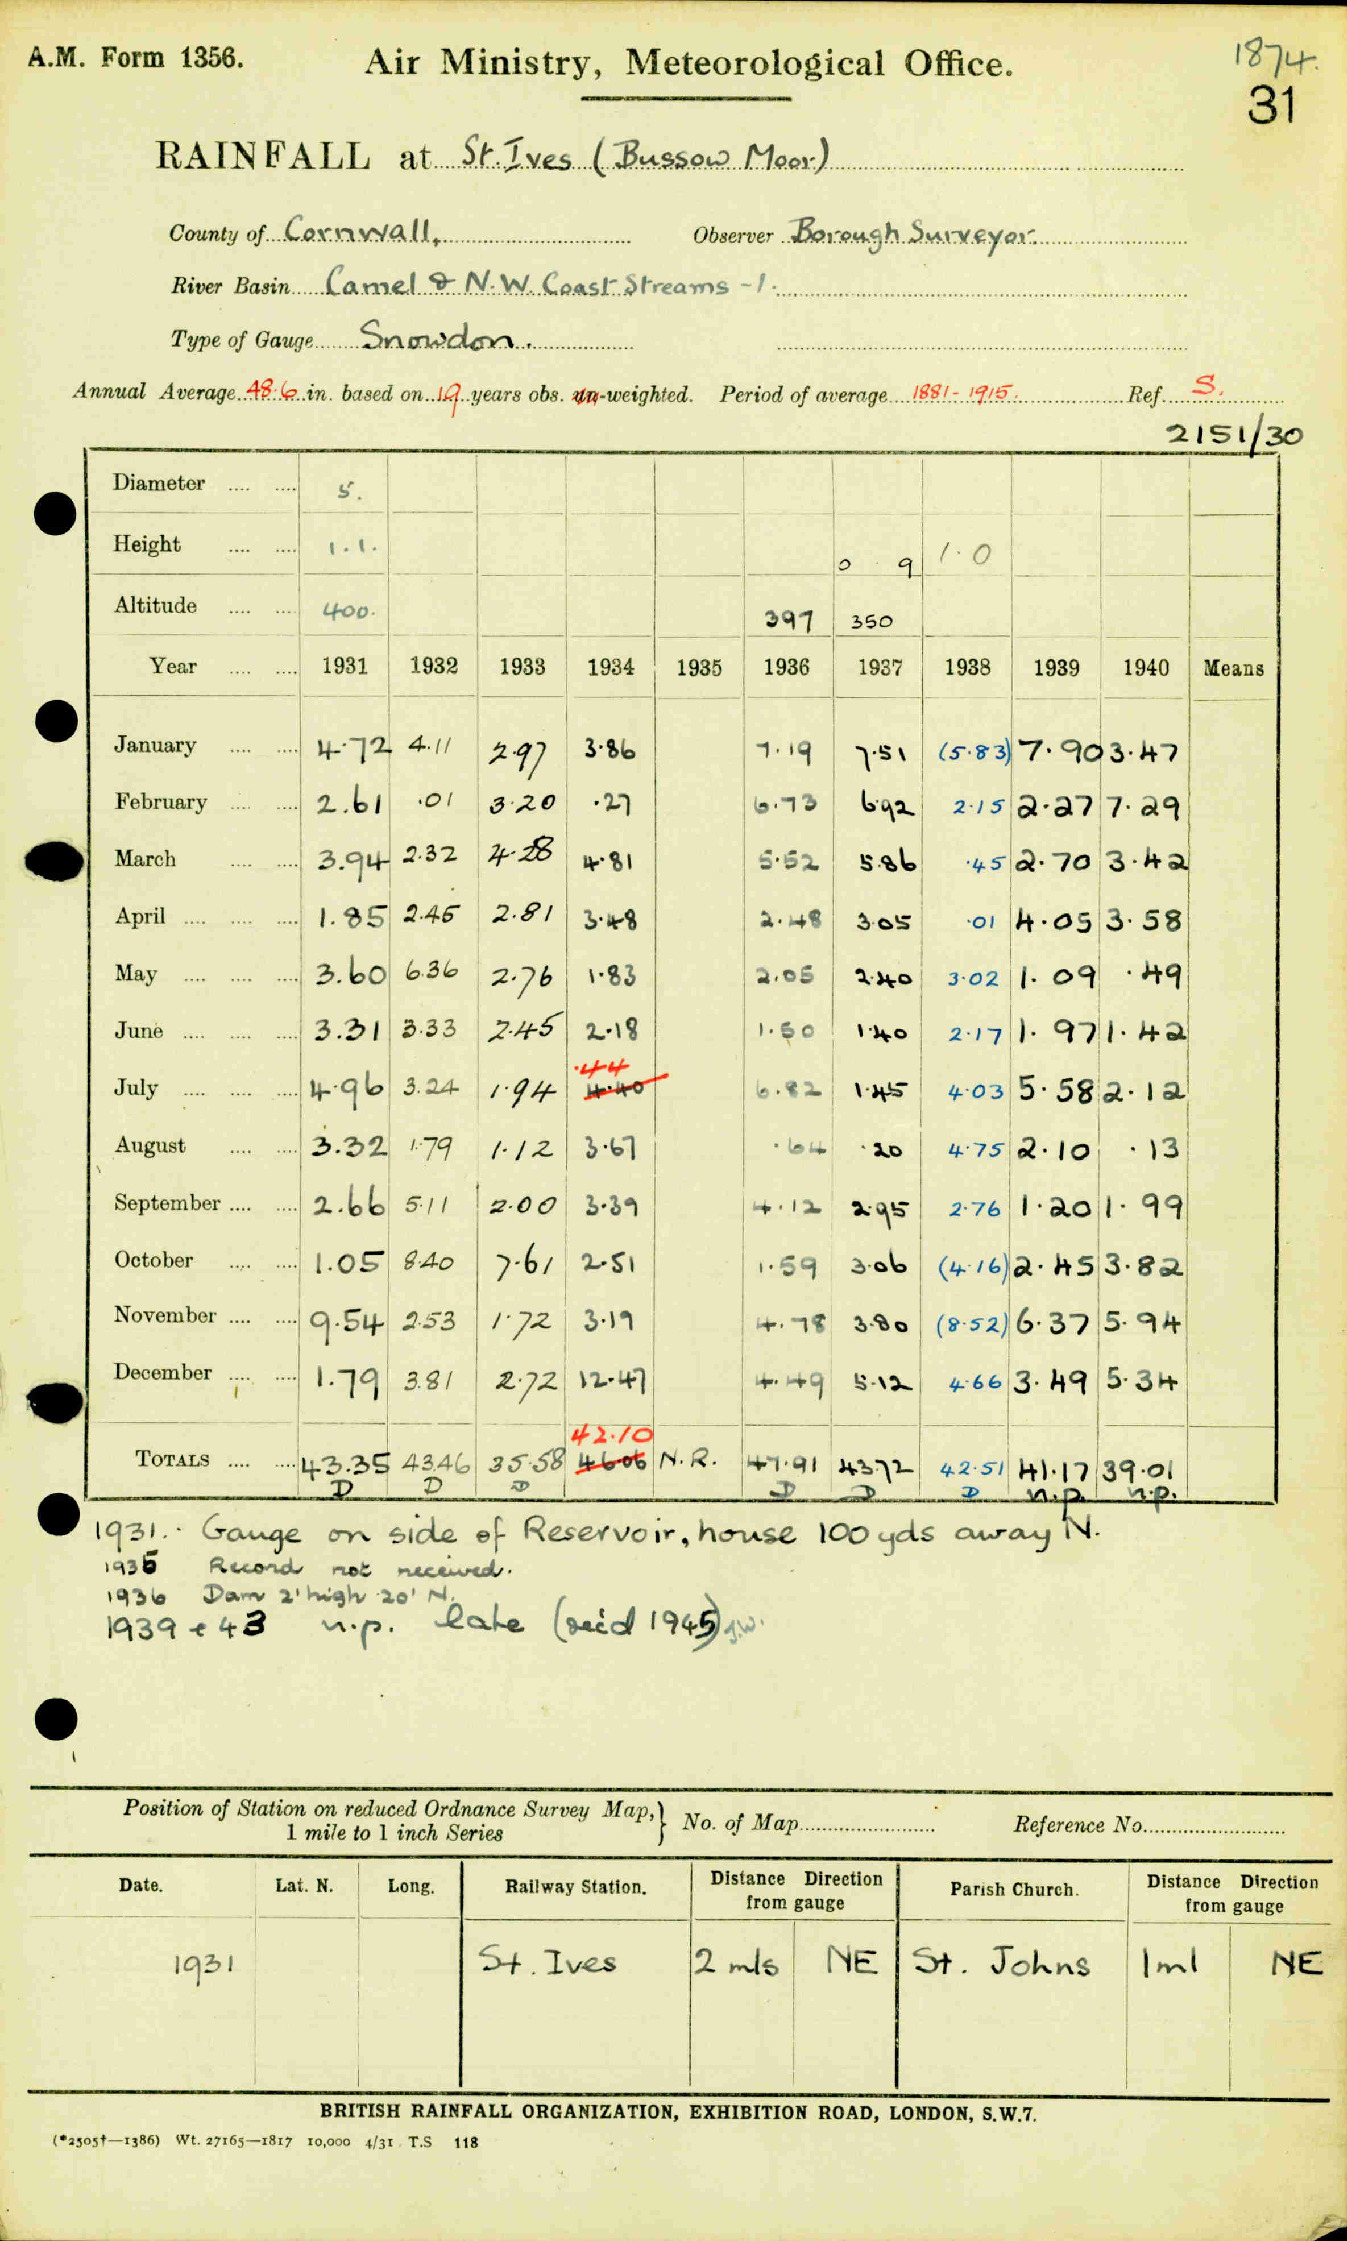 A.M. Form 1356.
Air Ministry, Meteorological Office.
1874.
31
RAINFALL at St. Ives (Bussow Moor)
County of Cornwall, Observer Borough Surveyor.
River Basin Camel & N.W. Coast Streams -1.
Type of Gauge Snowdon.
Annual Average 48.6 in. based on 19 years obs. un-weighted. Period of average 1881-1915. Ref. S.
2151/30
Diameter 5.
Height 1.1. 0 9 1.0
Altitude 400. 397 350
Year 1931 1932 1933 1934 1935 1936 1937 1938 1939 1940 Means
January 4.72 4.11 2.97 3.86 7.19 7.51 (5.83) 7.90 3.47
February 2.61 .01 3.20 .27 6.73 6.92 2.15 2.27 7.29
March 3.94 2.32 4.28 4.81 5.52 5.86 .45 2.70 3.42
April 1.85 2.45 2.81 3.48 2.48 3.05 .01 4.05 3.58
May 3.60 6.36 2.76 1.83 2.05 2.40 3.02 1.09 .49
June 3.31 3.33 2.45 2.18 1.50 1.40 2.17 1.97 1.42
.44
July 4.96 3.24 1.94 4.40 6.82 1.45 4.03 5.58 2.12
August 3.32 1.79 1.12 3.67 .64 .20 4.75 2.10 .13
September 2.66 5.11 2.00 3.39 4.12 2.95 2.76 1.20 1.99
October 1.05 8.40 7.61 2.51 1.59 3.06 (4.16) 2.45 3.82
November 9.54 2.53 1.72 3.19 4.78 3.80 (8.52) 6.37 5.94
December 1.79 3.81 2.72 12.47 4.49 5.12 4.66 3.49 5.34
42.10
TOTALS 43.35 43.46 35.58 46.06 N.R. 47.91 43.72 42.51 41.17 39.01
D D D D D D n.p. n.p.
1931. Gauge on side of Reservoir, house 100 yds away N.
1935 Record not received.
1936 Dam 2' high 20' N.
1939 & 43 n.p. late (rec'd 1945) J.W.
Position of Station on reduced Ordnance Survey Map,} No. of Map Reference No.
1 mile to 1 inch Series
Date. Lat. N. Long. Railway Station. Distance Direction from gauge Parish Church. Distance Direction from gauge
1931 St. Ives 2 mls NE St. Johns 1 ml NE
BRITISH RAINFALL ORGANIZATION, EXHIBITION ROAD, LONDON, S.W.7.
(*2505†—1386) Wt. 27165—1817 10,000 4/31 T.S 118